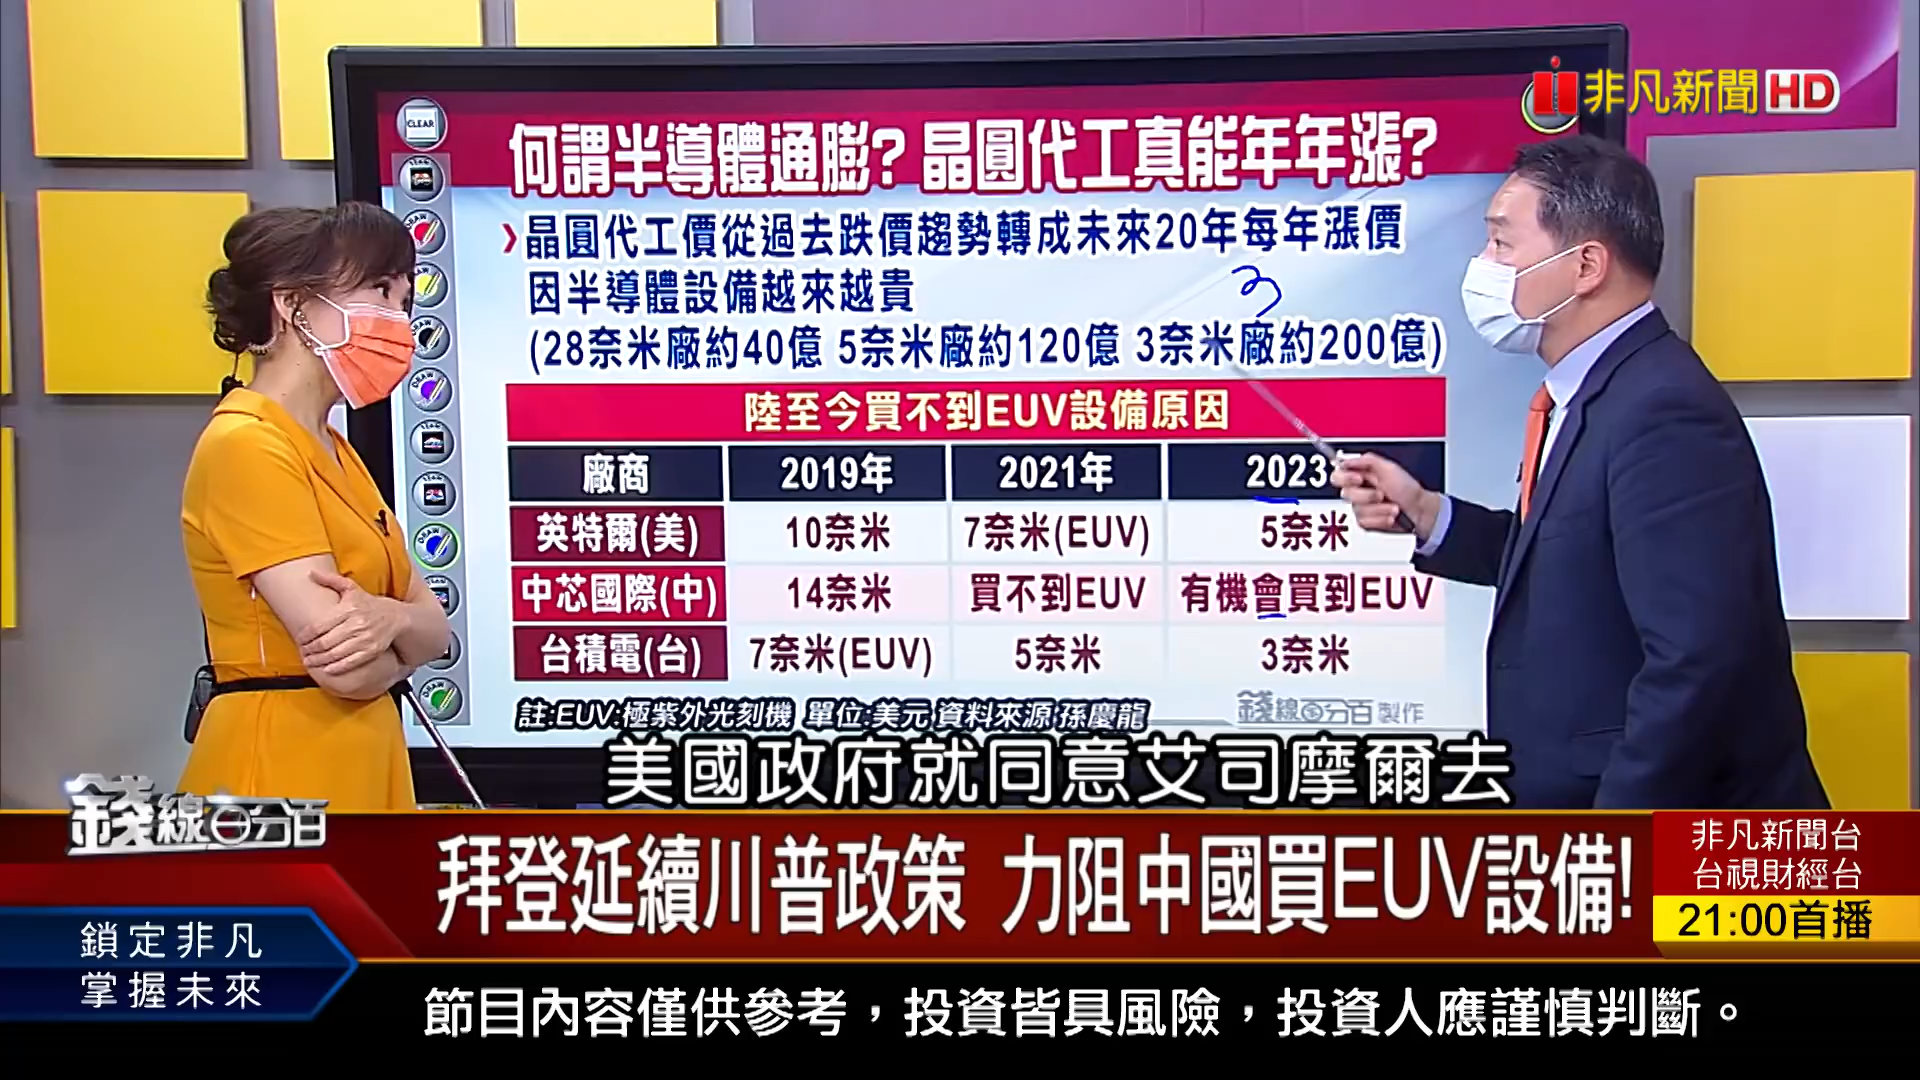 非凡新聞HD
CLEAR
何謂半導體通膨? 晶圓代工真能年年漲?
晶圓代工價從過去跌價趨勢轉成未來20年每年漲價
因半導體設備越來越貴
(28奈米廠約40億 5奈米廠約120億 3奈米廠約200億)
陸至今買不到EUV設備原因
廠商 2019年 2021年 2023年
英特爾(美) 10奈米 7奈米(EUV) 5奈米
中芯國際(中) 14奈米 買不到EUV 有機會買到EUV
台積電(台) 7奈米(EUV) 5奈米 3奈米
註:EUV:極紫外光刻機 單位:美元 資料來源 孫慶龍
錢線百分百 製作
美國政府就同意艾司摩爾去
錢線百分百
拜登延續川普政策 力阻中國買EUV設備!
非凡新聞台
台視財經台
21:00首播
鎖定非凡
掌握未來
節目內容僅供參考，投資皆具風險，投資人應謹慎判斷。